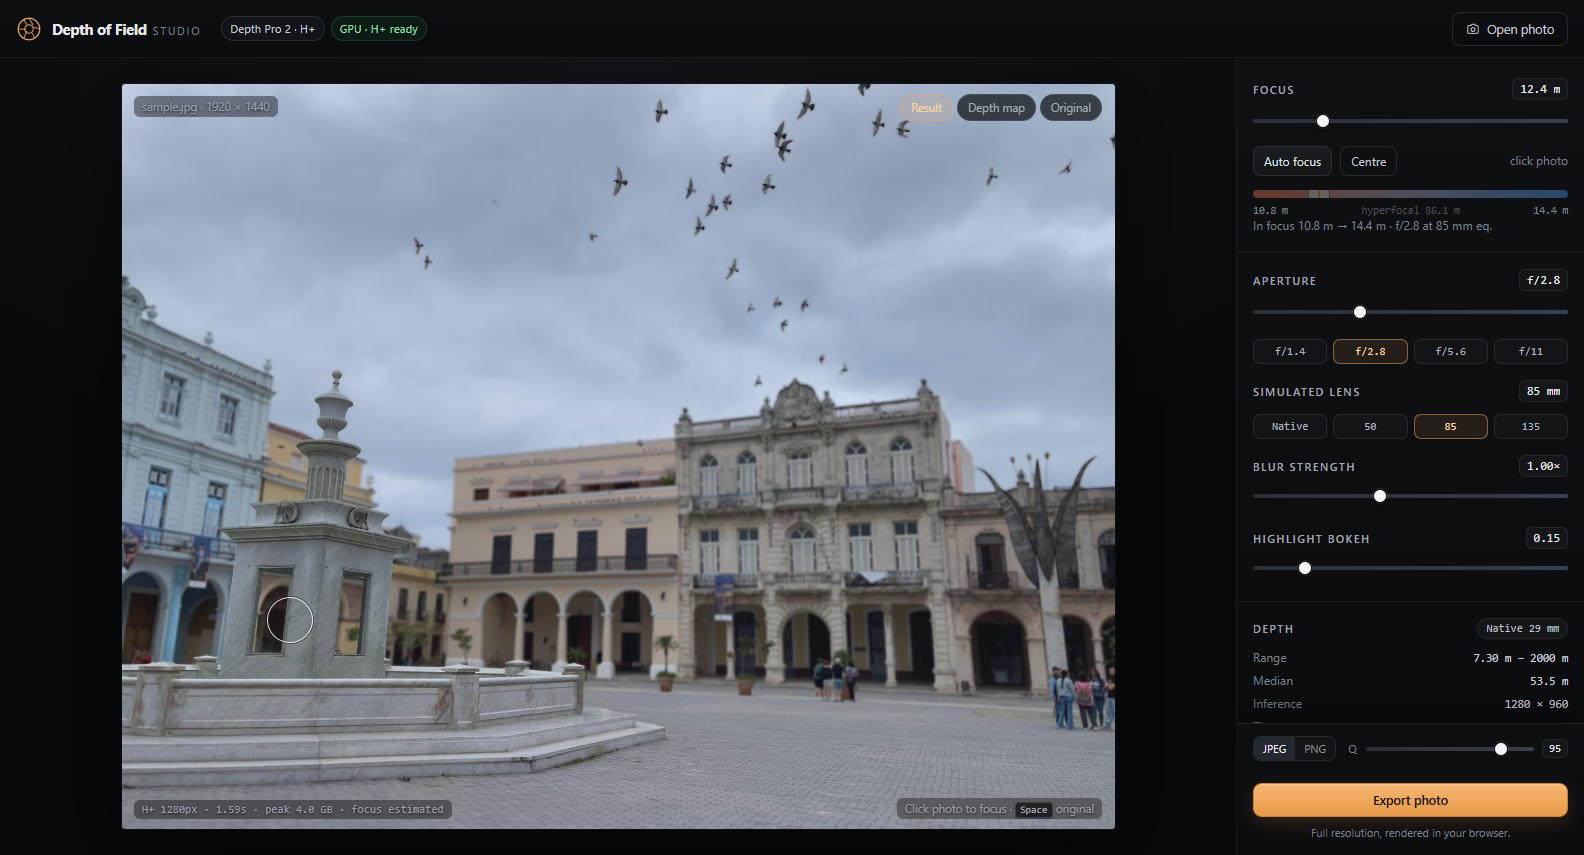 Depth of Field STUDIO
Depth Pro 2 · H+
GPU · H+ ready
Open photo
sample.jpg · 1920 × 1440
Result
Depth map
Original
H+ 1280px · 1.59s · peak 4.0 GB · focus estimated
Click photo to focus · Space original
FOCUS
12.4 m
Auto focus
Centre
click photo
10.8 m
hyperfocal 86.1 m
14.4 m
In focus 10.8 m → 14.4 m · f/2.8 at 85 mm eq.
APERTURE
f/2.8
f/1.4
f/2.8
f/5.6
f/11
SIMULATED LENS
85 mm
Native
50
85
135
BLUR STRENGTH
1.00×
HIGHLIGHT BOKEH
0.15
DEPTH
Native 29 mm
Range
7.30 m – 2000 m
Median
53.5 m
Inference
1280 × 960
JPEG
PNG
Q
95
Export photo
Full resolution, rendered in your browser.